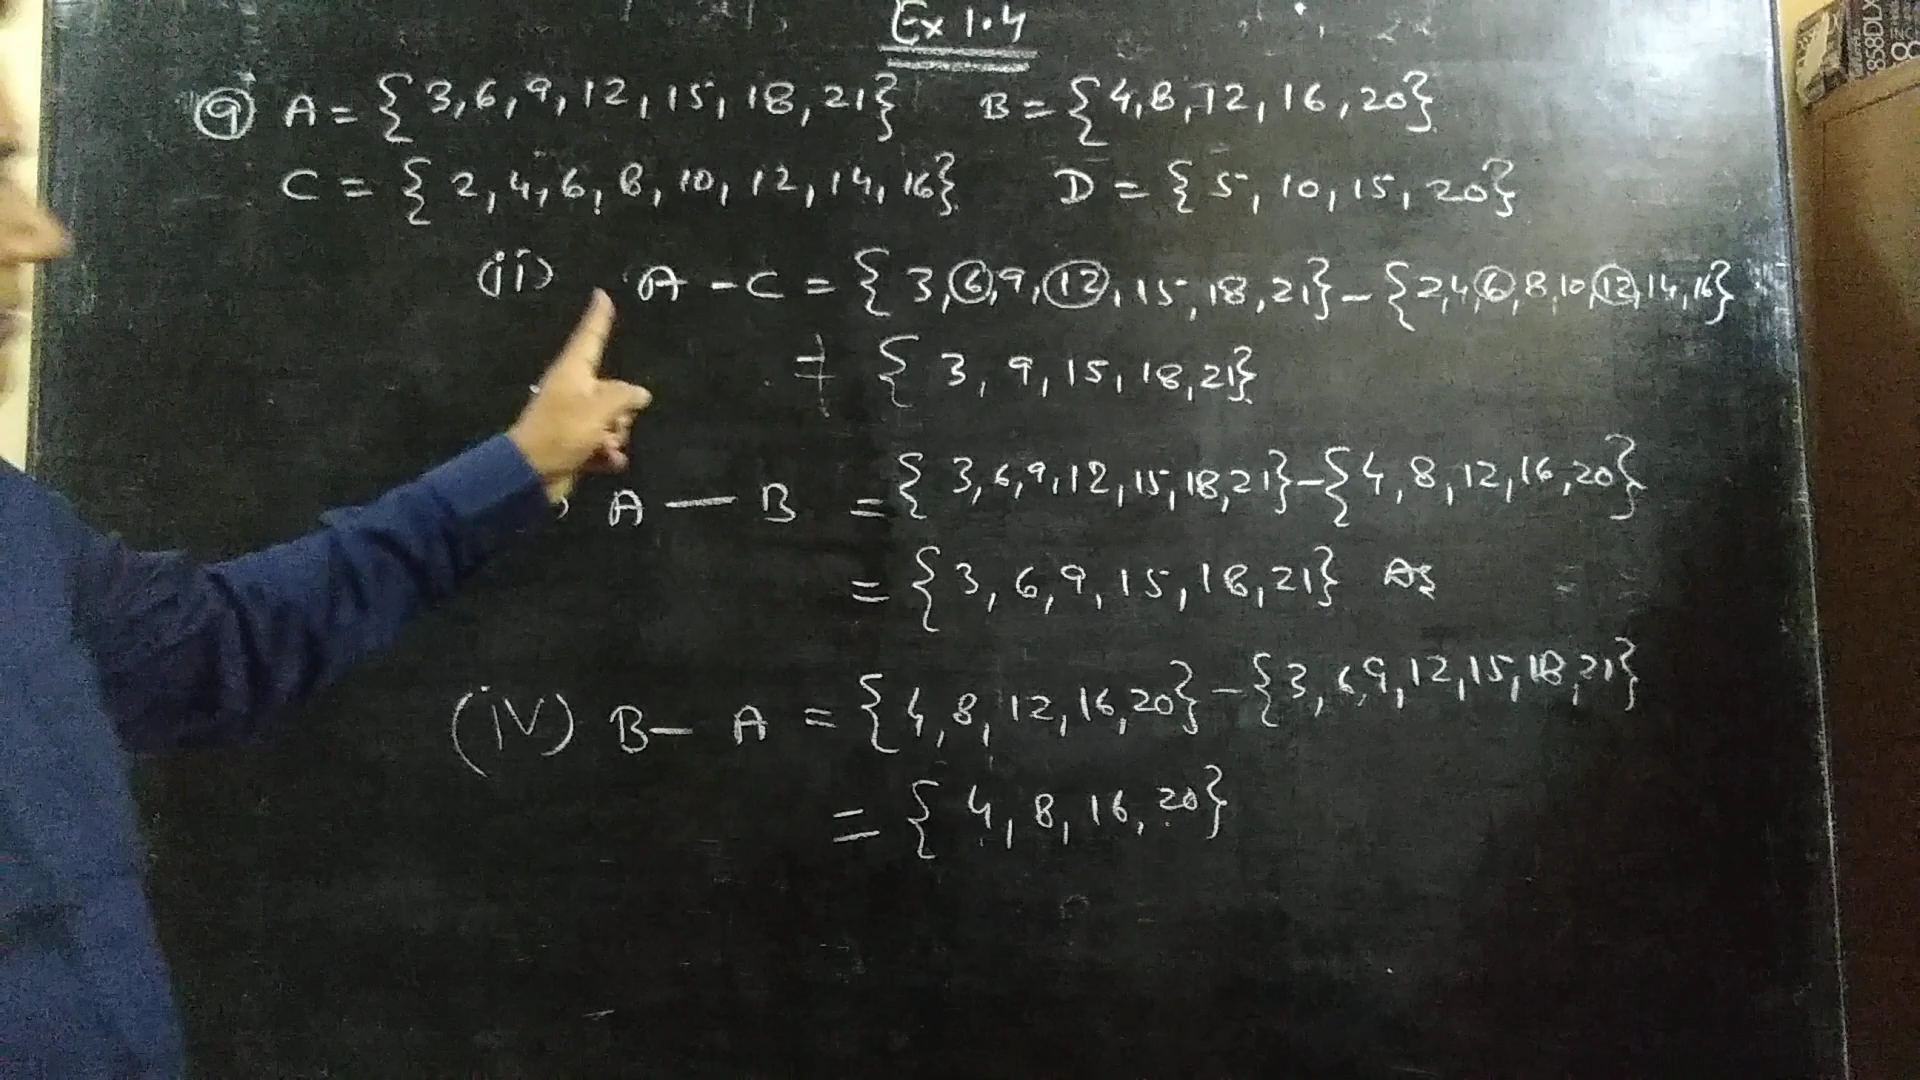 Ex 1.4
9 A = {3, 6, 9, 12, 15, 18, 21} B = {4, 8, 12, 16, 20}
C = {2, 4, 6, 8, 10, 12, 14, 16} D = {5, 10, 15, 20}
(ii) A - C = {3, 6, 9, 12, 15, 18, 21} - {2, 4, 6, 8, 10, 12, 14, 16}
= {3, 9, 15, 18, 21}
A - B = {3, 6, 9, 12, 15, 18, 21} - {4, 8, 12, 16, 20}
= {3, 6, 9, 15, 18, 21}
(iv) B - A = {4, 8, 12, 16, 20} - {3, 6, 9, 12, 15, 18, 21}
= {4, 8, 16, 20}